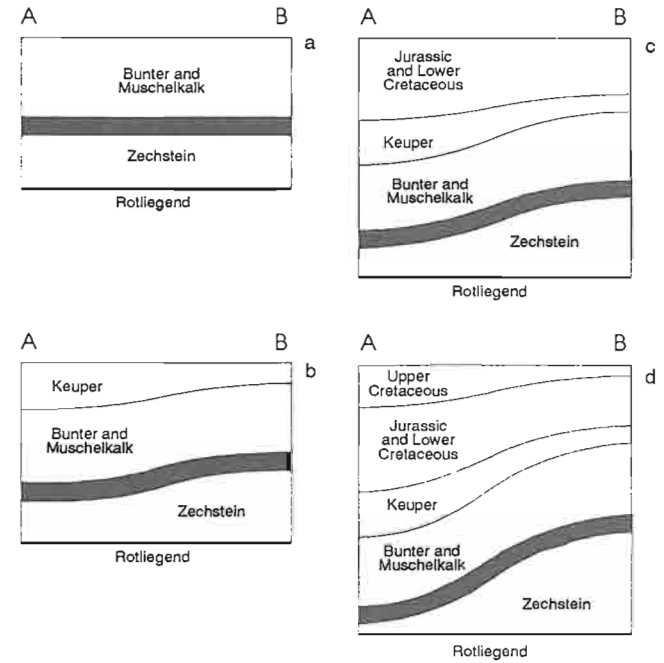 A B
a
Bunter and
Muschelkalk
Zechstein
Rotliegend
A B
b
Keuper
Bunter and
Muschelkalk
Zechstein
Rotliegend
A B
c
Jurassic
and Lower
Cretaceous
Keuper
Bunter and
Muschelkalk
Zechstein
Rotliegend
A B
d
Upper
Cretaceous
Jurassic
and Lower
Cretaceous
Keuper
Bunter and
Muschelkalk
Zechstein
Rotliegend